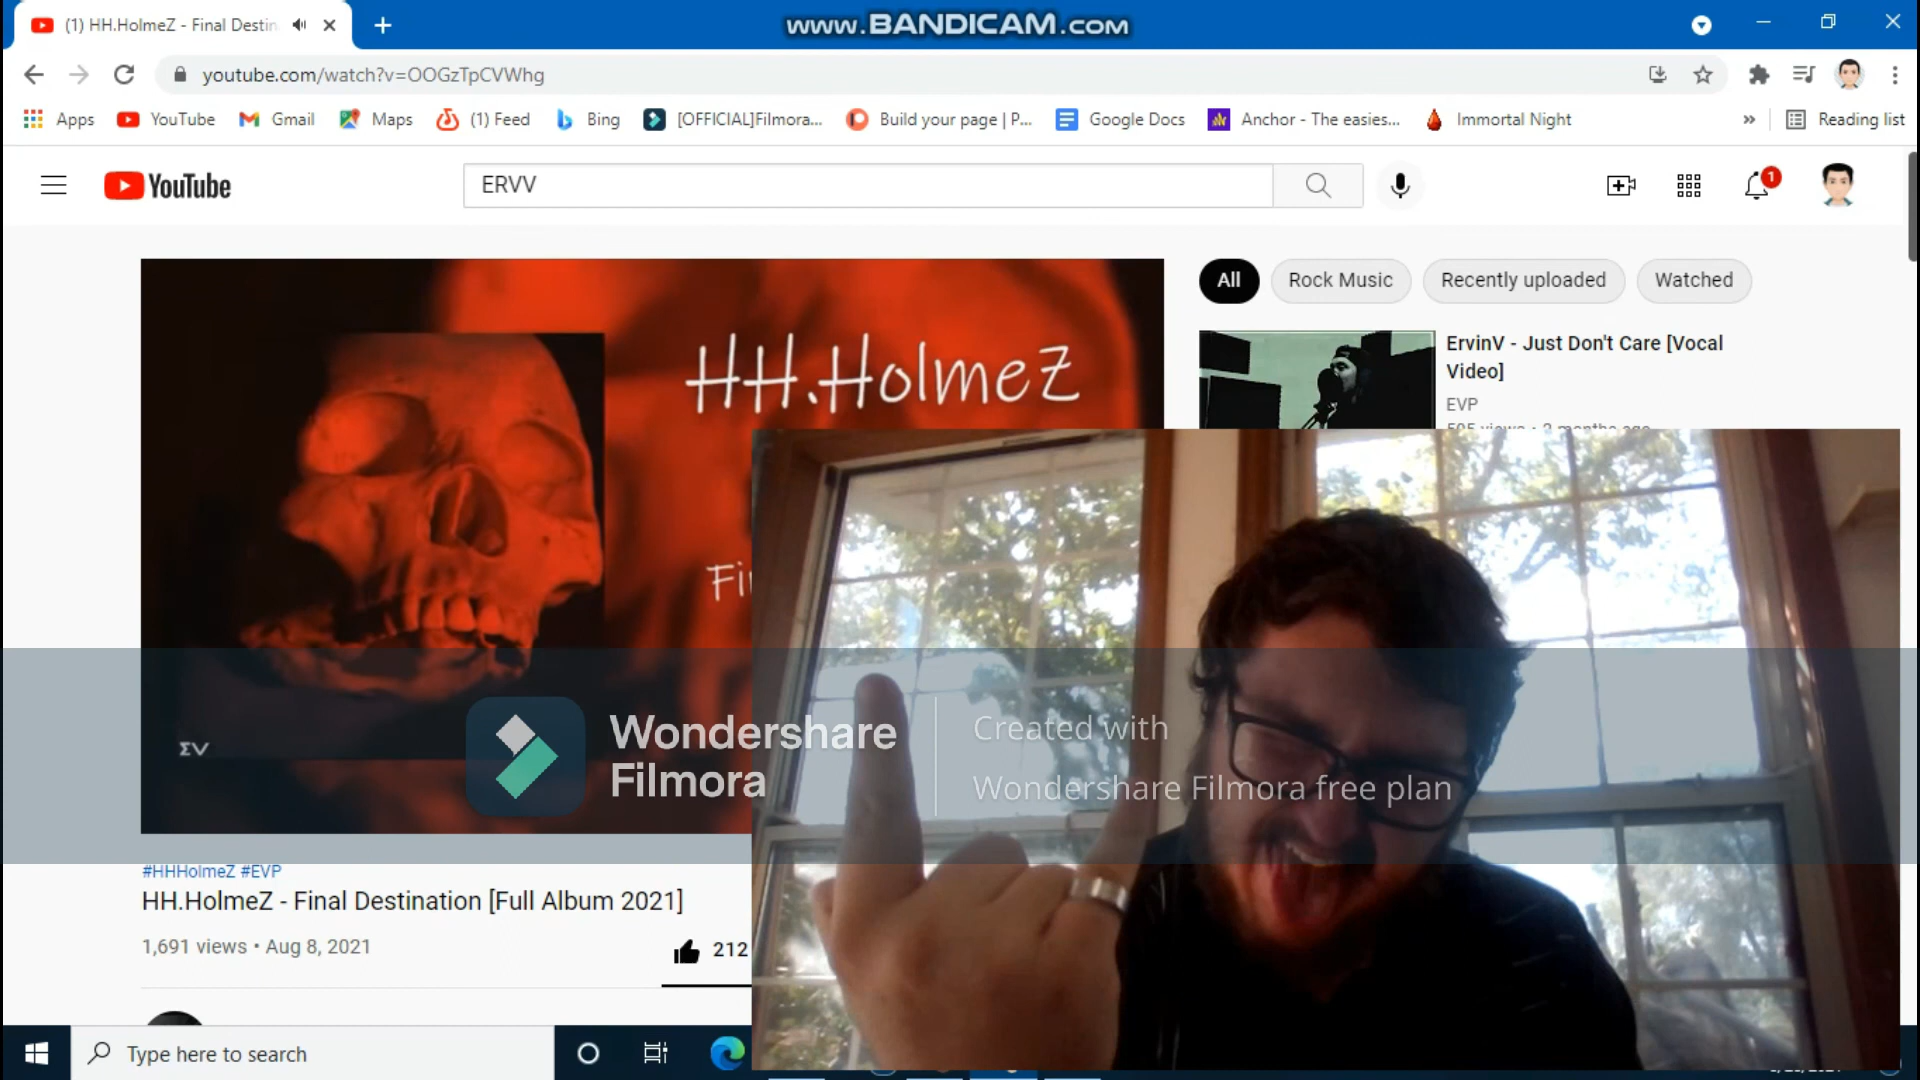 (1) HH.HolmeZ - Final Destin
www.BANDICAM.com
youtube.com/watch?v=OOGzTpCVWhg
Apps
YouTube
Gmail
Maps
(1) Feed
Bing
[OFFICIAL]Filmora...
Build your page | P...
Google Docs
Anchor - The easies...
Immortal Night
»
Reading list
YouTube
ERVV
1
All
Rock Music
Recently uploaded
Watched
HH.HolmeZ
Fi
ΣV
ErvinV - Just Don't Care [Vocal
Video]
EVP
Wondershare
Filmora
Created with
Wondershare Filmora free plan
#HHHolmeZ #EVP
HH.HolmeZ - Final Destination [Full Album 2021]
1,691 views • Aug 8, 2021
212
Type here to search